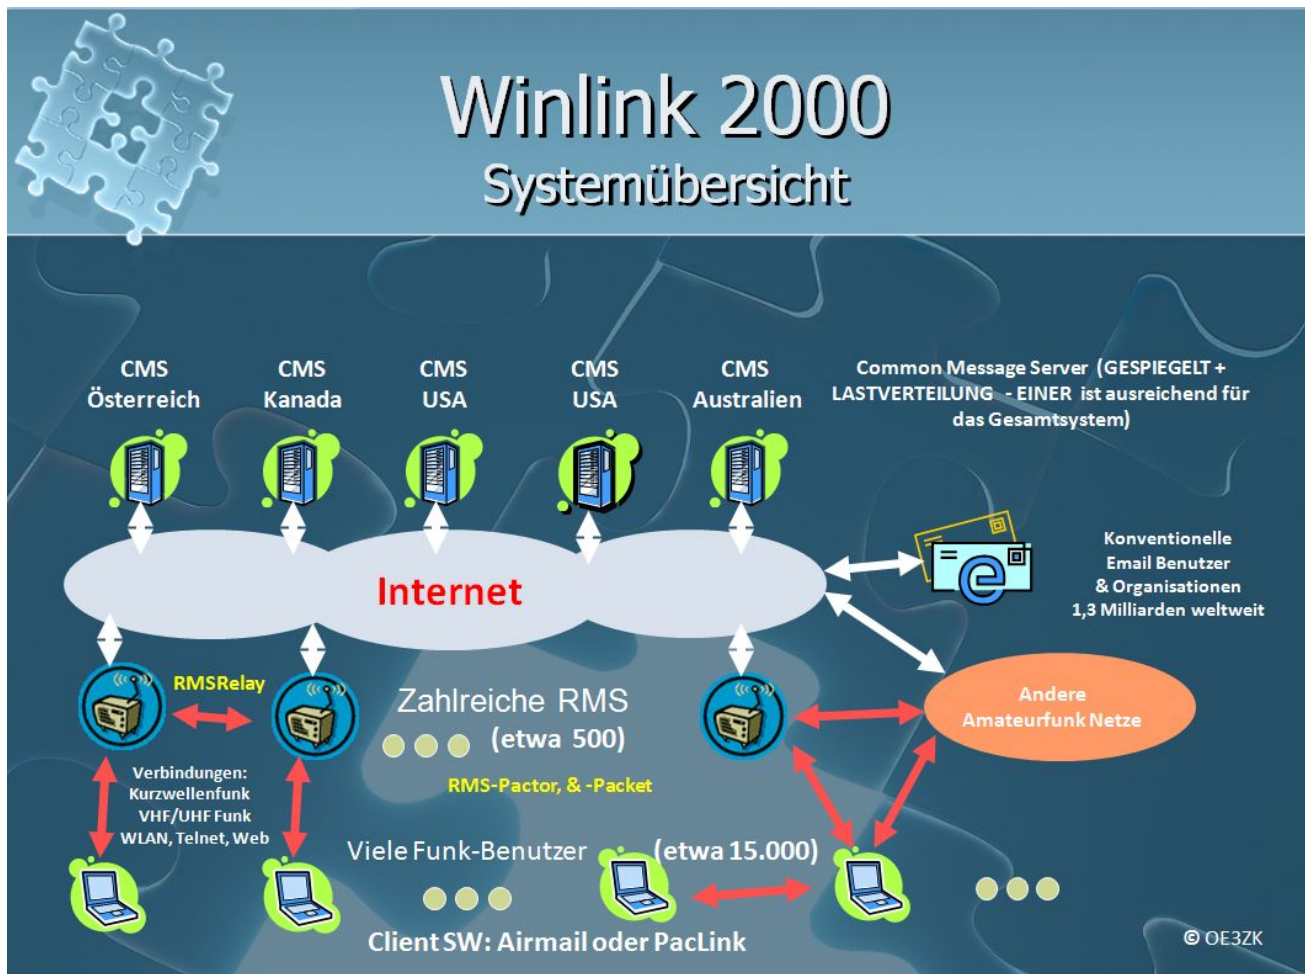 Winlink 2000
Systemübersicht
CMS
Österreich
CMS
Kanada
CMS
USA
CMS
USA
CMS
Australien
Common Message Server (GESPIEGELT +
LASTVERTEILUNG - EINER ist ausreichend für
das Gesamtsystem)
Internet
Konventionelle
Email Benutzer
& Organisationen
1,3 Milliarden weltweit
RMSRelay
Zahlreiche RMS
(etwa 500)
RMS-Pactor, & -Packet
Andere
Amateurfunk Netze
Verbindungen:
Kurzwellenfunk
VHF/UHF Funk
WLAN, Telnet, Web
Viele Funk-Benutzer (etwa 15.000)
Client SW: Airmail oder PacLink
© OE3ZK